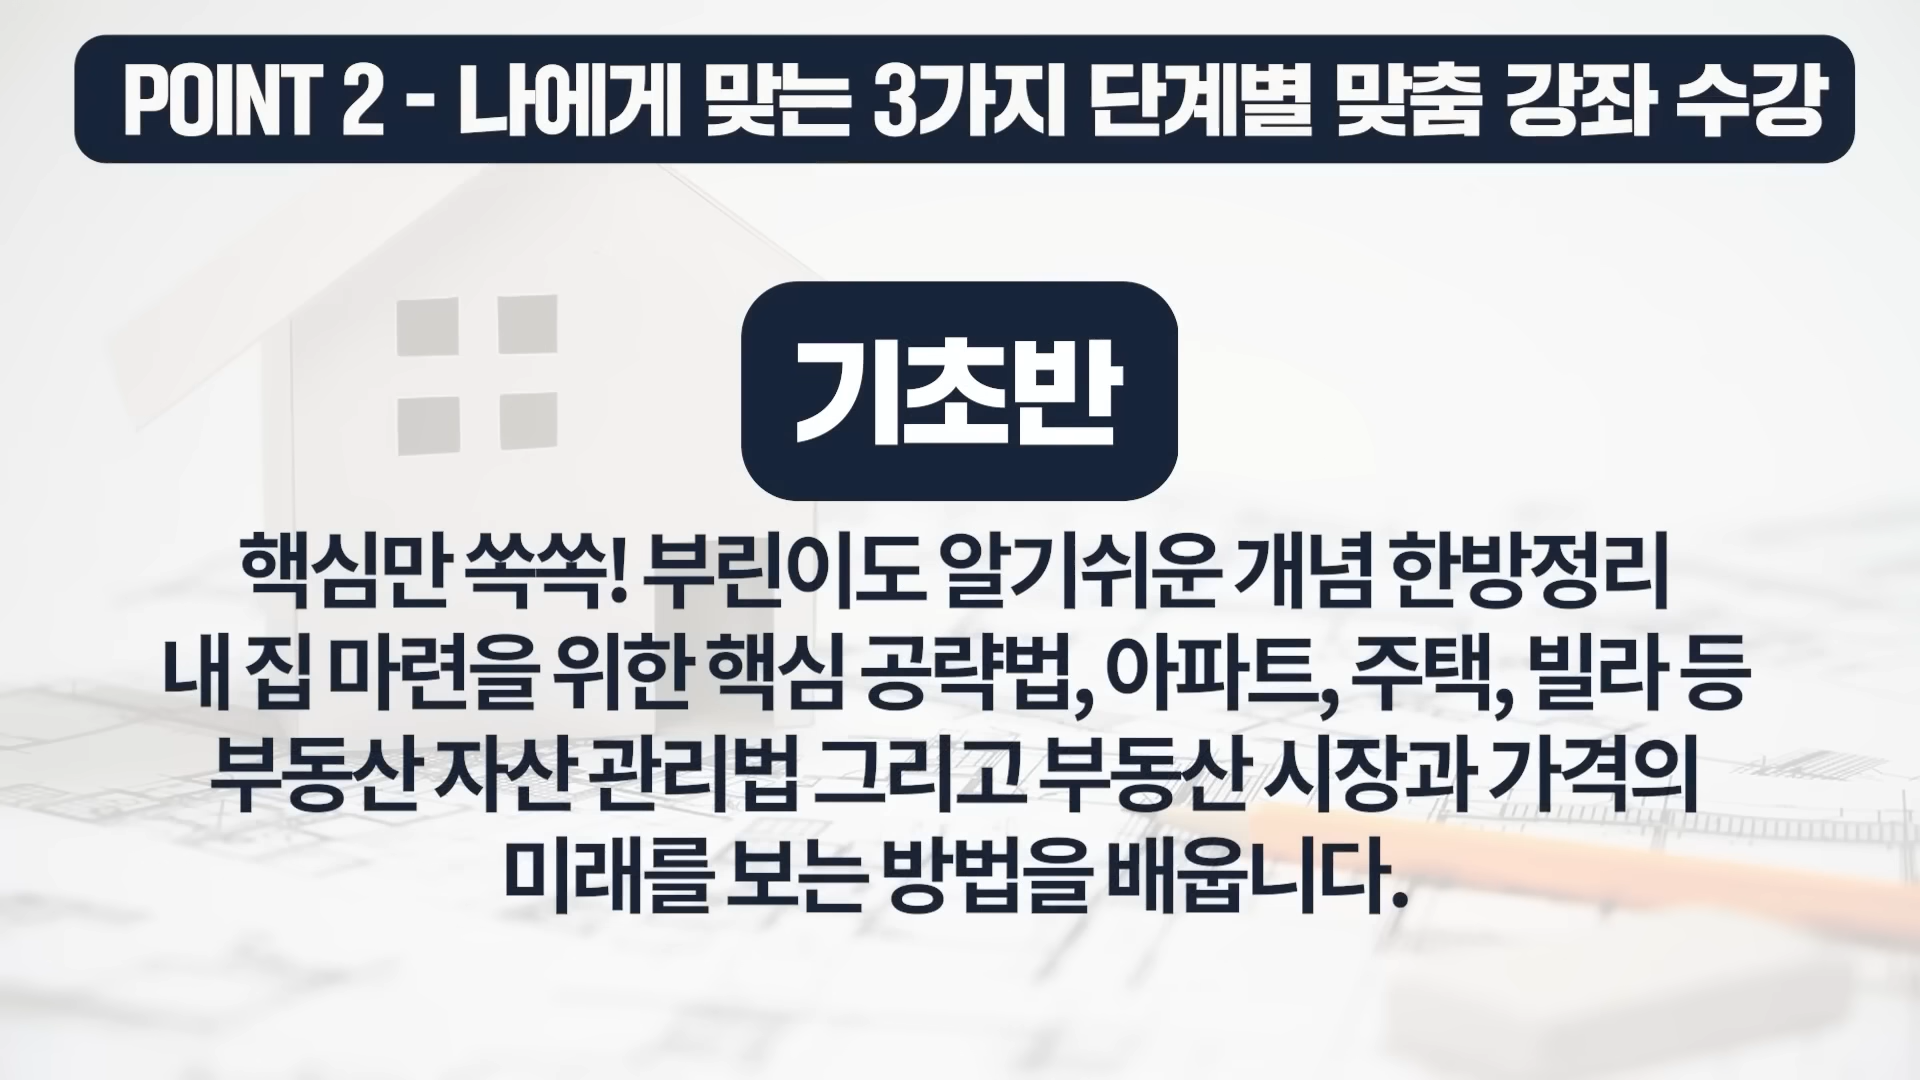 POINT 2 - 나에게 맞는 3가지 단계별 맞춤 강좌 수강
기초반
핵심만 쏙쏙! 부린이도 알기쉬운 개념 한방정리
내 집 마련을 위한 핵심 공략법, 아파트, 주택, 빌라 등
부동산 자산 관리법 그리고 부동산 시장과 가격의
미래를 보는 방법을 배웁니다.